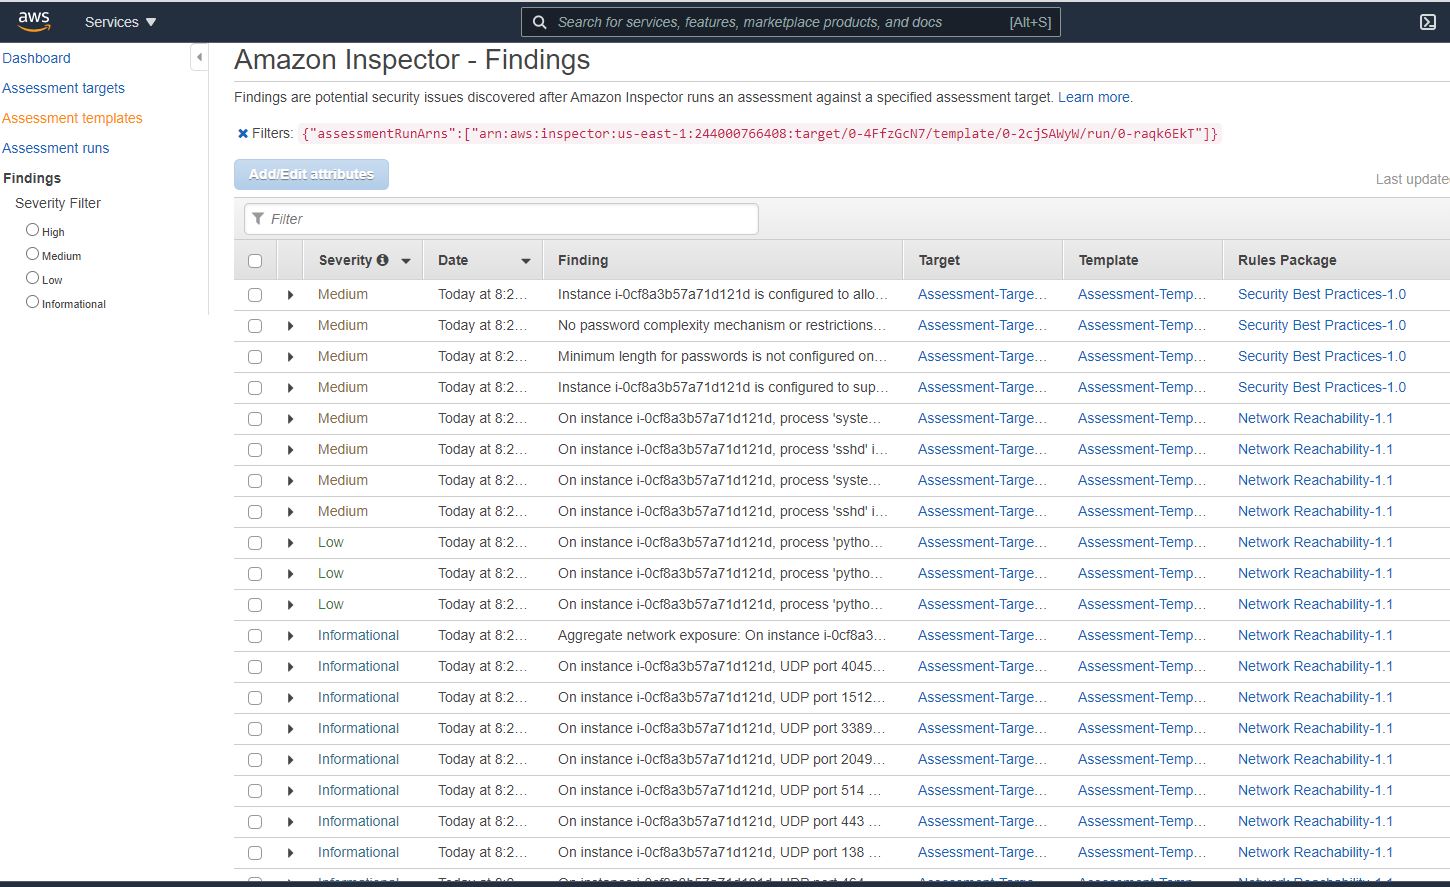 aws Services Search for services, features, marketplace products, and docs [Alt+S]
Dashboard
Assessment targets
Assessment templates
Assessment runs
Findings
Severity Filter
High
Medium
Low
Informational
Amazon Inspector - Findings
Findings are potential security issues discovered after Amazon Inspector runs an assessment against a specified assessment target. Learn more.
Filters: {"assessmentRunArns":["arn:aws:inspector:us-east-1:244000766408:target/0-4FfzGcN7/template/0-2cjSAWyW/run/0-raqk6EkT"]}
Add/Edit attributes
Last update
Filter
Severity Date Finding Target Template Rules Package
Medium Today at 8:2... Instance i-0cf8a3b57a71d121d is configured to allo... Assessment-Targe... Assessment-Temp... Security Best Practices-1.0
Medium Today at 8:2... No password complexity mechanism or restrictions... Assessment-Targe... Assessment-Temp... Security Best Practices-1.0
Medium Today at 8:2... Minimum length for passwords is not configured on... Assessment-Targe... Assessment-Temp... Security Best Practices-1.0
Medium Today at 8:2... Instance i-0cf8a3b57a71d121d is configured to sup... Assessment-Targe... Assessment-Temp... Security Best Practices-1.0
Medium Today at 8:2... On instance i-0cf8a3b57a71d121d, process 'syste... Assessment-Targe... Assessment-Temp... Network Reachability-1.1
Medium Today at 8:2... On instance i-0cf8a3b57a71d121d, process 'sshd' i... Assessment-Targe... Assessment-Temp... Network Reachability-1.1
Medium Today at 8:2... On instance i-0cf8a3b57a71d121d, process 'syste... Assessment-Targe... Assessment-Temp... Network Reachability-1.1
Medium Today at 8:2... On instance i-0cf8a3b57a71d121d, process 'sshd' i... Assessment-Targe... Assessment-Temp... Network Reachability-1.1
Low Today at 8:2... On instance i-0cf8a3b57a71d121d, process 'pytho... Assessment-Targe... Assessment-Temp... Network Reachability-1.1
Low Today at 8:2... On instance i-0cf8a3b57a71d121d, process 'pytho... Assessment-Targe... Assessment-Temp... Network Reachability-1.1
Low Today at 8:2... On instance i-0cf8a3b57a71d121d, process 'pytho... Assessment-Targe... Assessment-Temp... Network Reachability-1.1
Informational Today at 8:2... Aggregate network exposure: On instance i-0cf8a3... Assessment-Targe... Assessment-Temp... Network Reachability-1.1
Informational Today at 8:2... On instance i-0cf8a3b57a71d121d, UDP port 4045... Assessment-Targe... Assessment-Temp... Network Reachability-1.1
Informational Today at 8:2... On instance i-0cf8a3b57a71d121d, UDP port 1512... Assessment-Targe... Assessment-Temp... Network Reachability-1.1
Informational Today at 8:2... On instance i-0cf8a3b57a71d121d, UDP port 3389... Assessment-Targe... Assessment-Temp... Network Reachability-1.1
Informational Today at 8:2... On instance i-0cf8a3b57a71d121d, UDP port 2049... Assessment-Targe... Assessment-Temp... Network Reachability-1.1
Informational Today at 8:2... On instance i-0cf8a3b57a71d121d, UDP port 514 ... Assessment-Targe... Assessment-Temp... Network Reachability-1.1
Informational Today at 8:2... On instance i-0cf8a3b57a71d121d, UDP port 443 ... Assessment-Targe... Assessment-Temp... Network Reachability-1.1
Informational Today at 8:2... On instance i-0cf8a3b57a71d121d, UDP port 138 ... Assessment-Targe... Assessment-Temp... Network Reachability-1.1